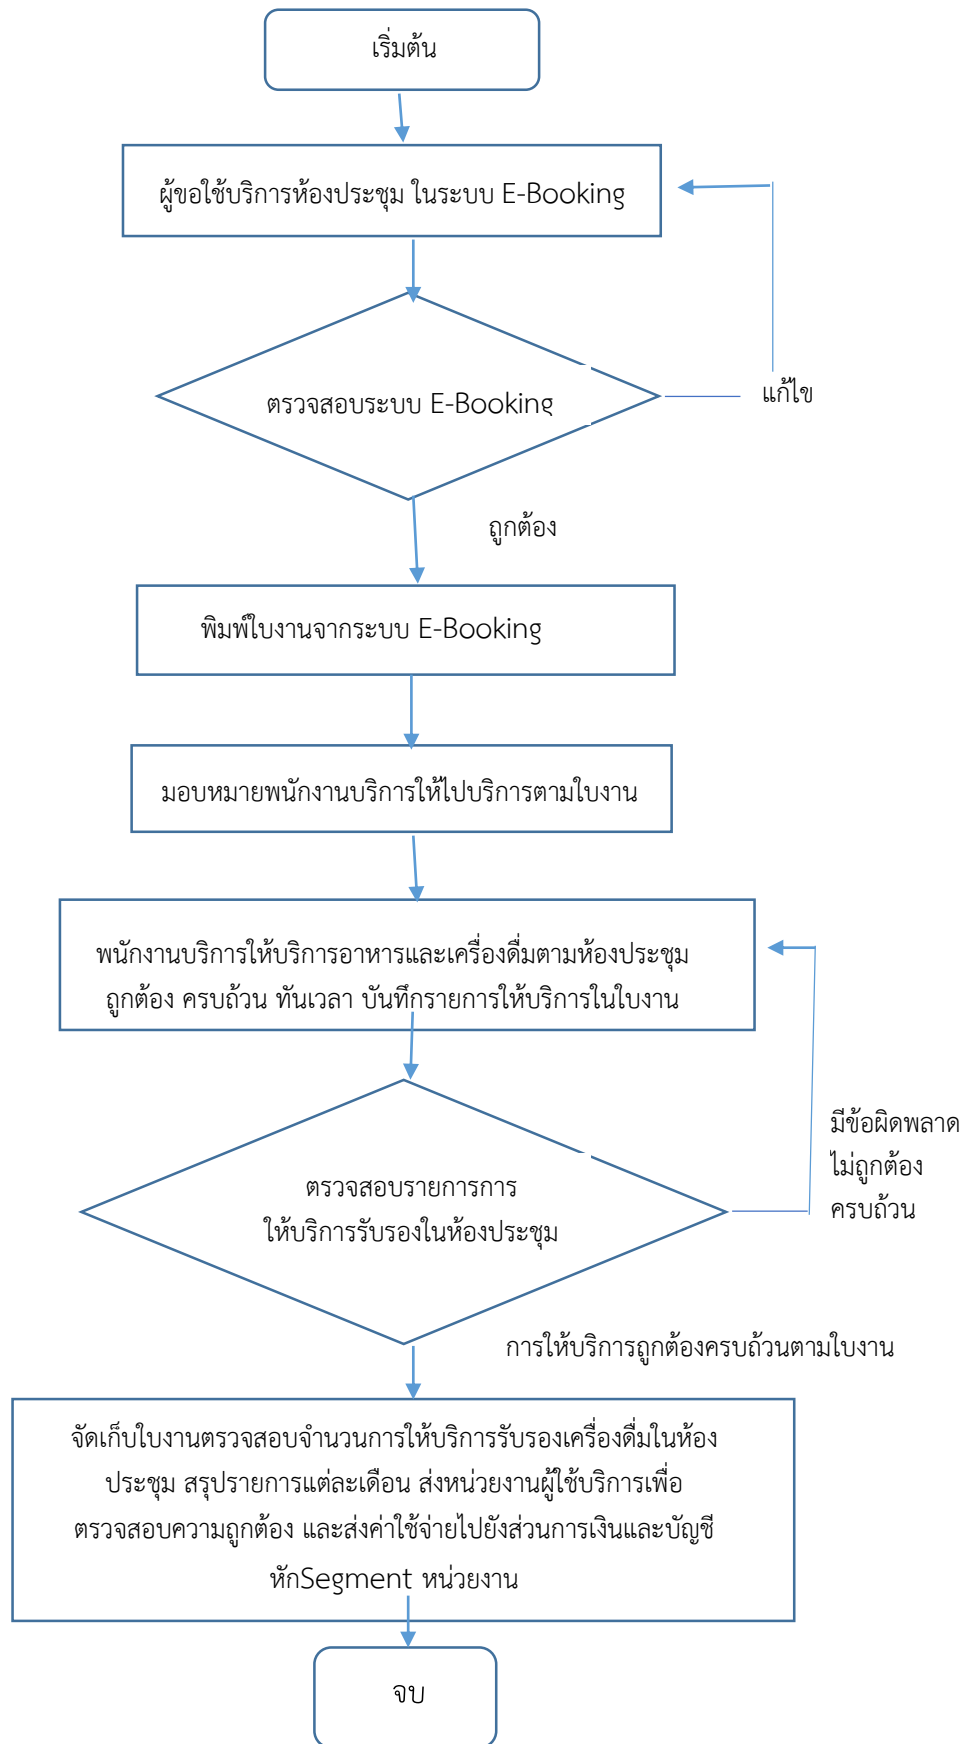 เริ่มต้น
ผู้ขอใช้บริการห้องประชุม ในระบบ E-Booking
ตรวจสอบระบบ E-Booking
แก้ไข
ถูกต้อง
พิมพ์ใบงานจากระบบ E-Booking
มอบหมายพนักงานบริการให้ไปบริการตามใบงาน
พนักงานบริการให้บริการอาหารและเครื่องดื่มตามห้องประชุม
ถูกต้อง ครบถ้วน ทันเวลา บันทึกรายการให้บริการในใบงาน
มีข้อผิดพลาด
ไม่ถูกต้อง
ครบถ้วน
ตรวจสอบรายการการ
ให้บริการรับรองในห้องประชุม
การให้บริการถูกต้องครบถ้วนตามใบงาน
จัดเก็บใบงานตรวจสอบจำนวนการให้บริการรับรองเครื่องดื่มในห้อง
ประชุม สรุปรายการแต่ละเดือน ส่งหน่วยงานผู้ใช้บริการเพื่อ
ตรวจสอบความถูกต้อง และส่งค่าใช้จ่ายไปยังส่วนการเงินและบัญชี
หักSegment หน่วยงาน
จบ